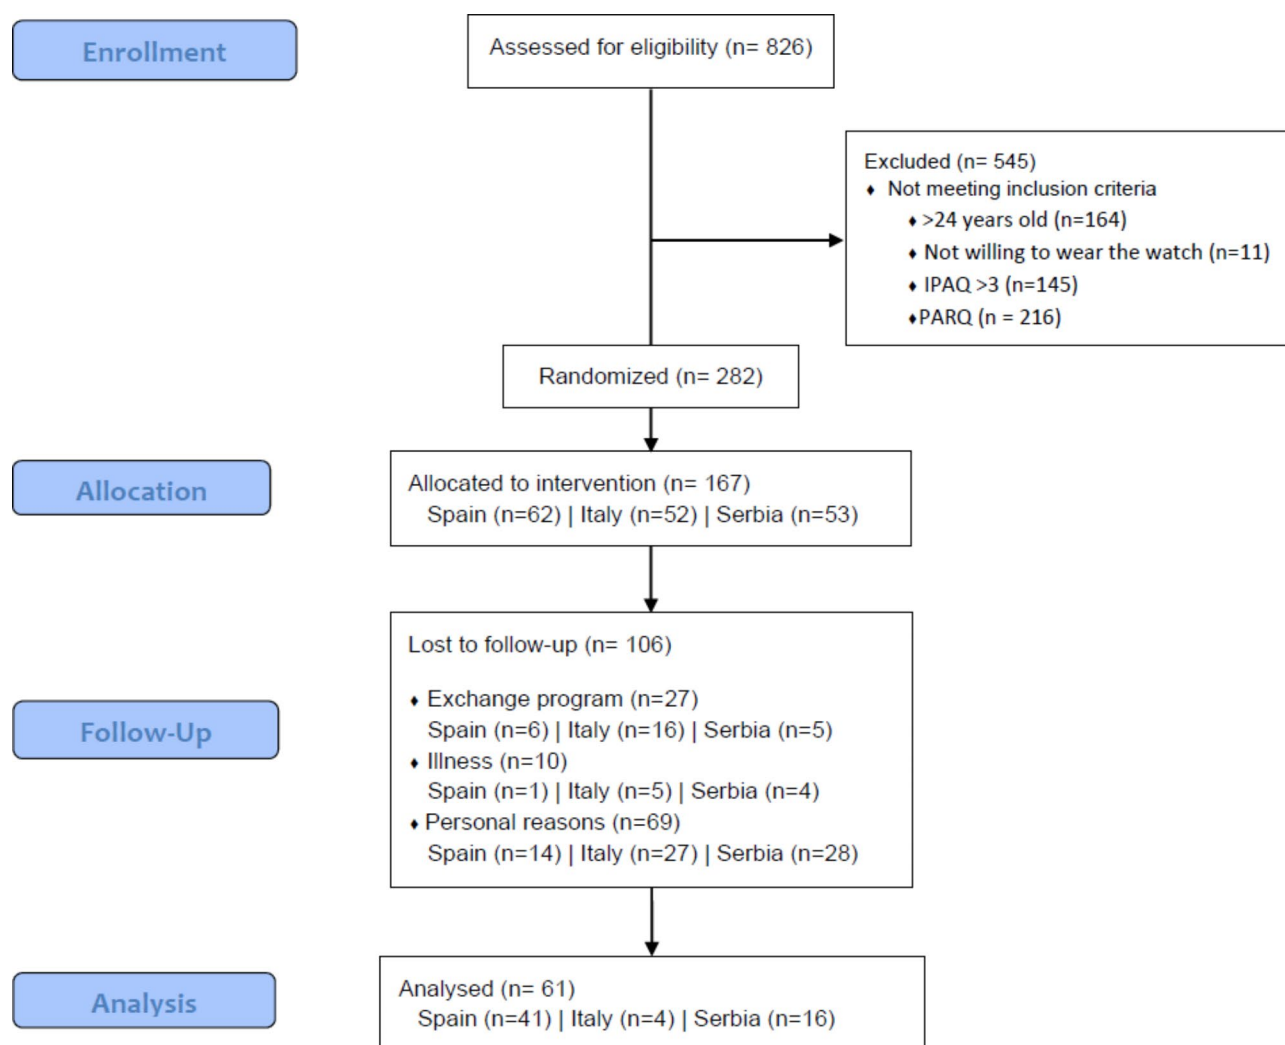 Enrollment
Assessed for eligibility (n= 826)
Excluded (n= 545)
♦ Not meeting inclusion criteria
♦ >24 years old (n=164)
♦ Not willing to wear the watch (n=11)
♦ IPAQ >3 (n=145)
♦PARQ (n = 216)
Randomized (n= 282)
Allocation
Allocated to intervention (n= 167)
Spain (n=62) | Italy (n=52) | Serbia (n=53)
Follow-Up
Lost to follow-up (n= 106)
♦ Exchange program (n=27)
Spain (n=6) | Italy (n=16) | Serbia (n=5)
♦ Illness (n=10)
Spain (n=1) | Italy (n=5) | Serbia (n=4)
♦ Personal reasons (n=69)
Spain (n=14) | Italy (n=27) | Serbia (n=28)
Analysis
Analysed (n= 61)
Spain (n=41) | Italy (n=4) | Serbia (n=16)